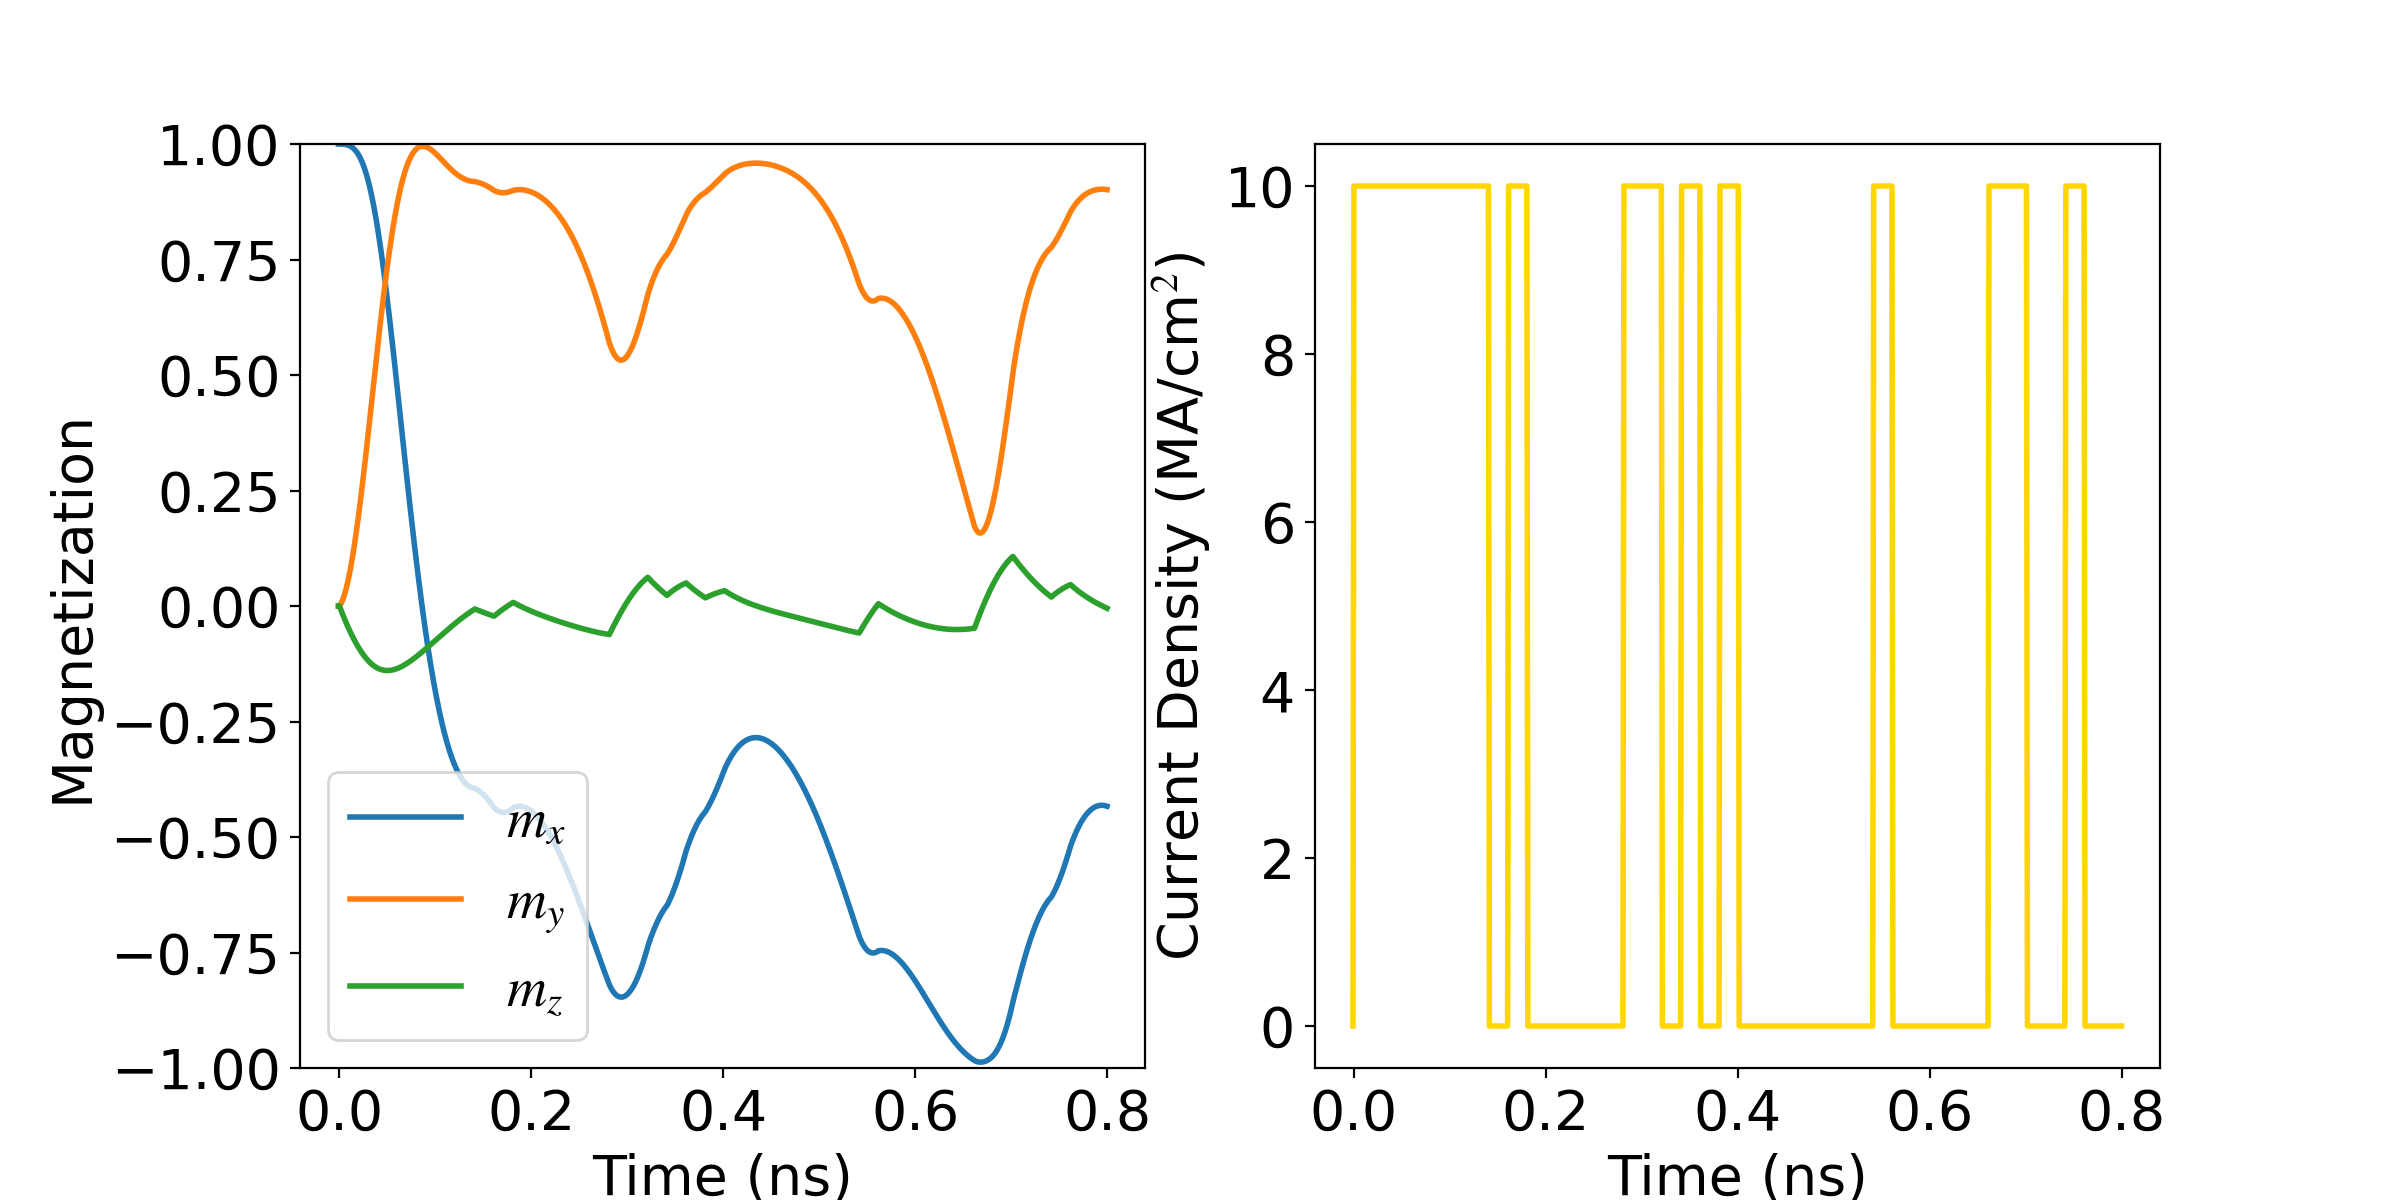 Magnetization
1.00
0.75
0.50
0.25
0.00
−0.25
−0.50
−0.75
−1.00
m_x
m_y
m_z
0.0 0.2 0.4 0.6 0.8
Time (ns)
Current Density (MA/cm²)
10
8
6
4
2
0
0.0 0.2 0.4 0.6 0.8
Time (ns)